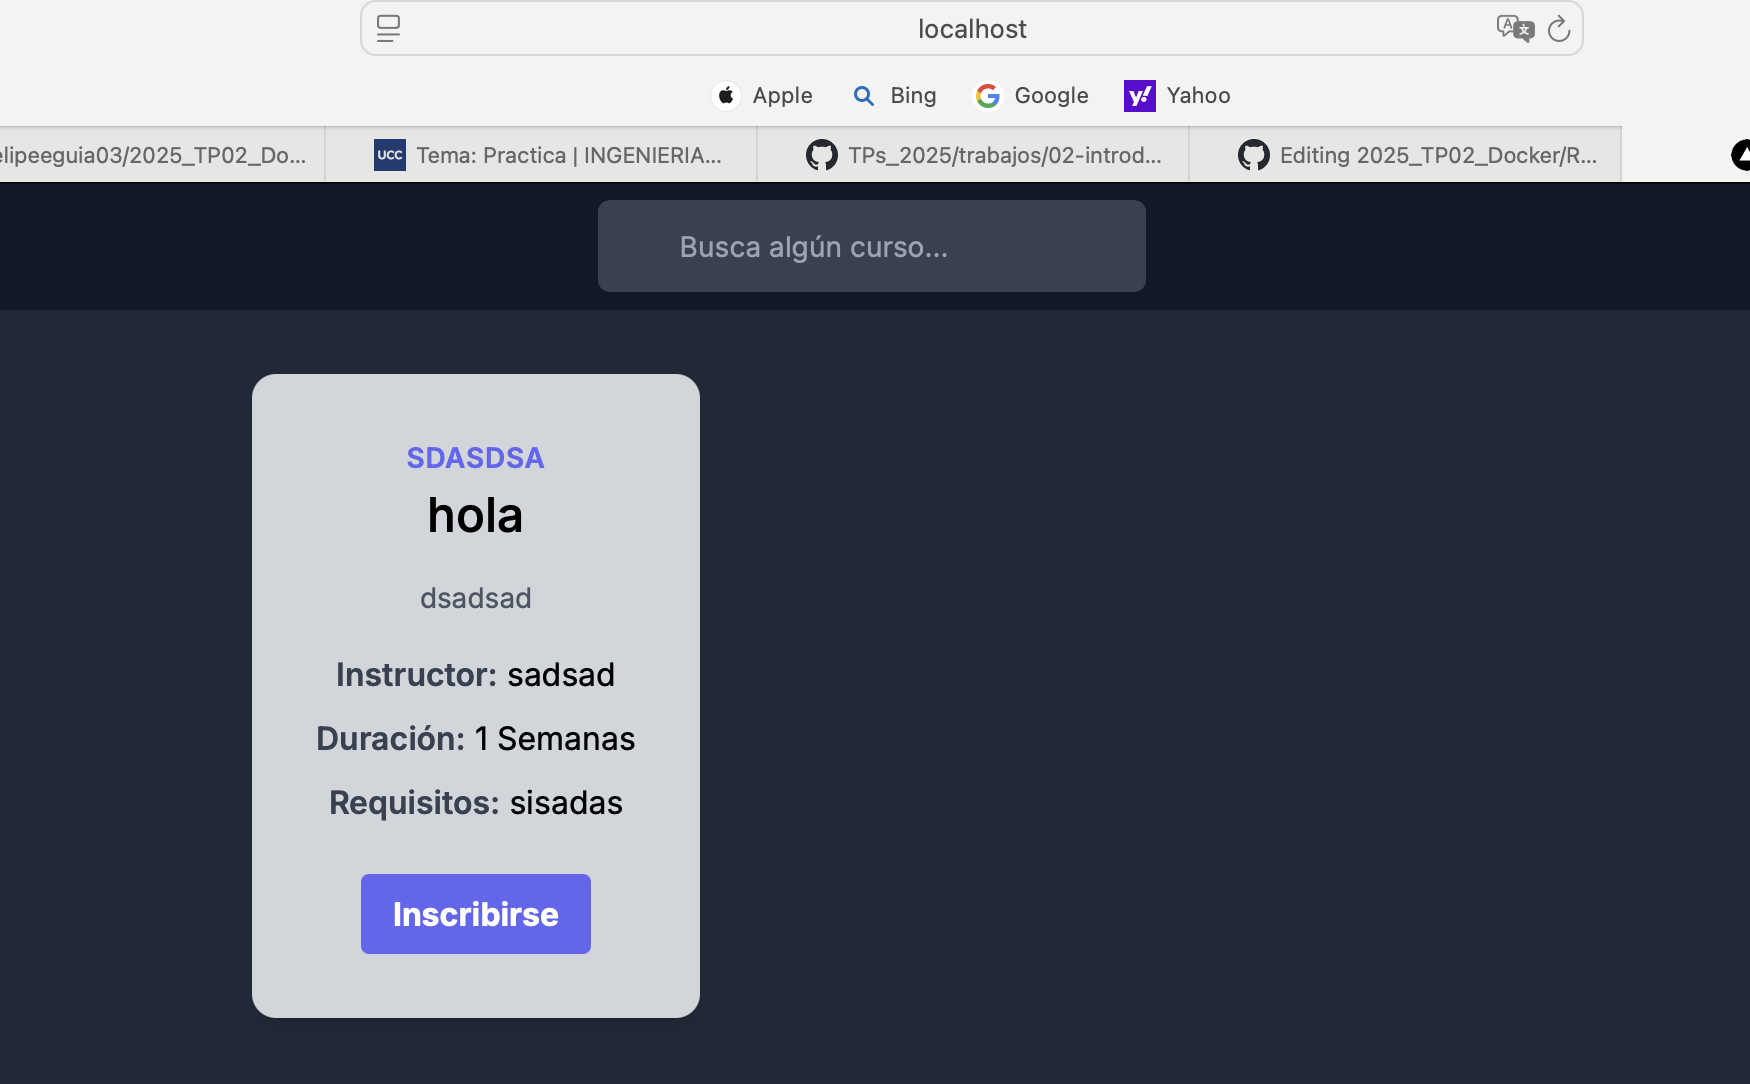 localhost
Apple
Bing
Google
Yahoo
elipeeguia03/2025_TP02_Do...
UCC Tema: Practica | INGENIERIA...
TPs_2025/trabajos/02-introd...
Editing 2025_TP02_Docker/R...
Busca algún curso...
SDASDSA
hola
dsadsad
Instructor: sadsad
Duración: 1 Semanas
Requisitos: sisadas
Inscribirse